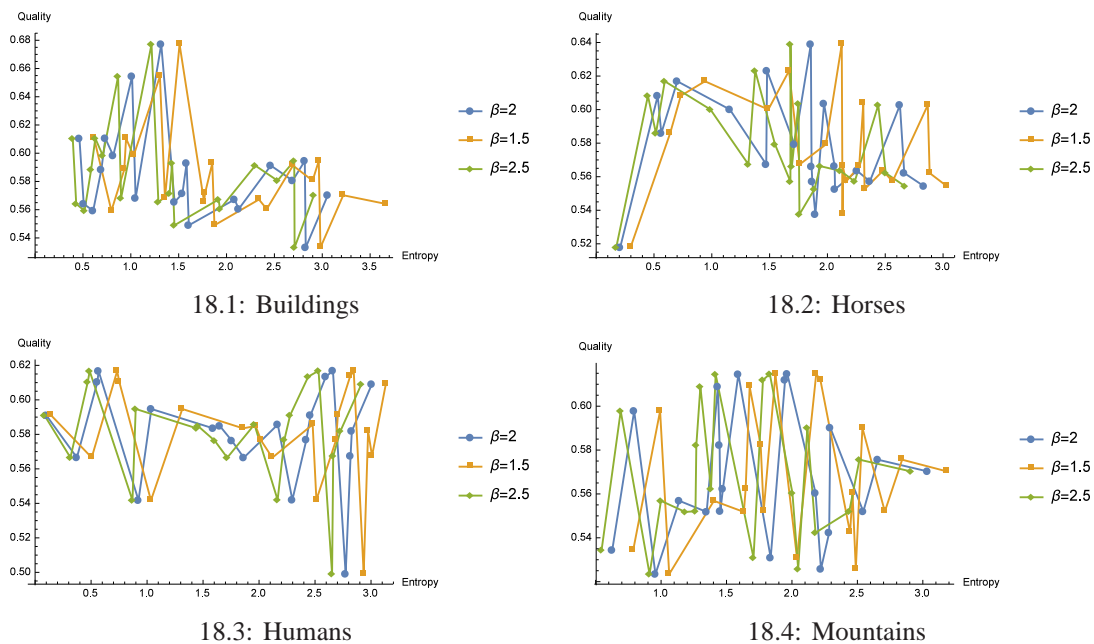 Quality
0.68
0.66
0.64
0.62
0.60
0.58
0.56
0.54
0.5 1.0 1.5 2.0 2.5 3.0 3.5
Entropy
β=2
β=1.5
β=2.5
18.1: Buildings
Quality
0.64
0.62
0.60
0.58
0.56
0.54
0.52
0.5 1.0 1.5 2.0 2.5 3.0
Entropy
β=2
β=1.5
β=2.5
18.2: Horses
Quality
0.62
0.60
0.58
0.56
0.54
0.52
0.50
0.5 1.0 1.5 2.0 2.5 3.0
Entropy
β=2
β=1.5
β=2.5
18.3: Humans
Quality
0.60
0.58
0.56
0.54
1.0 1.5 2.0 2.5 3.0
Entropy
β=2
β=1.5
β=2.5
18.4: Mountains